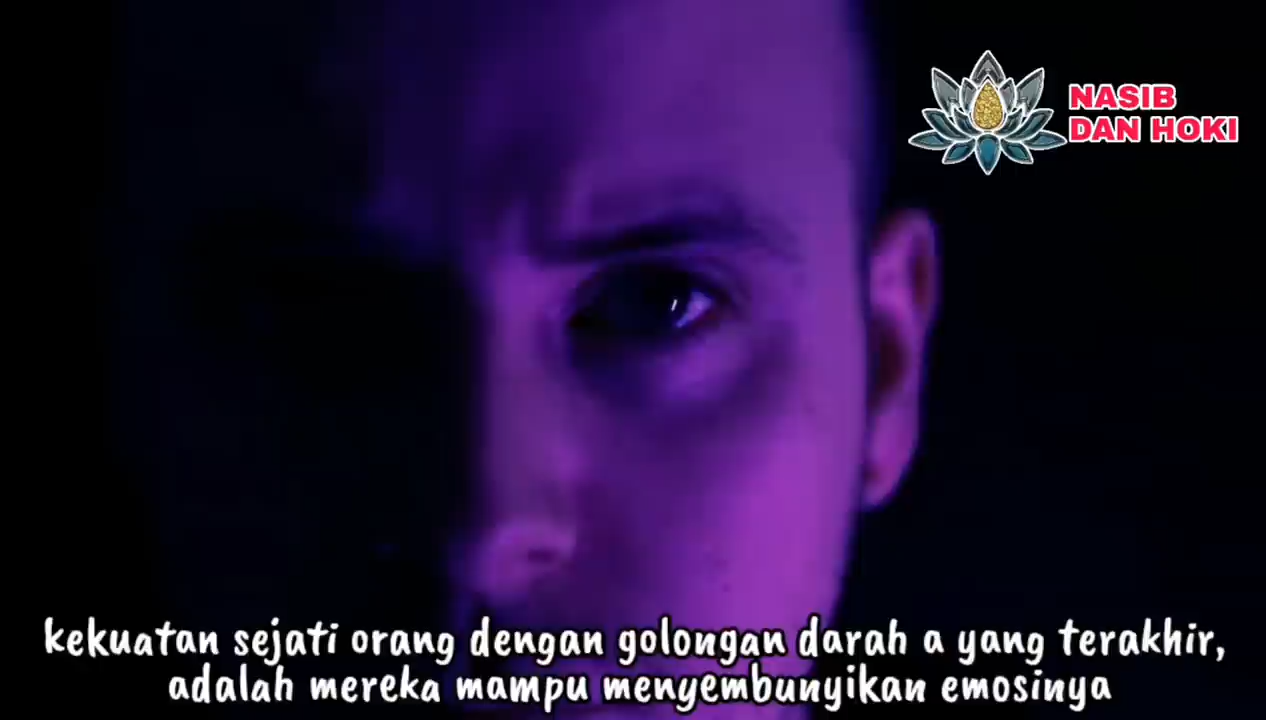 NASIB
DAN HOKI
kekuatan sejati orang dengan golongan darah a yang terakhir,
adalah mereka mampu menyembunyikan emosinya